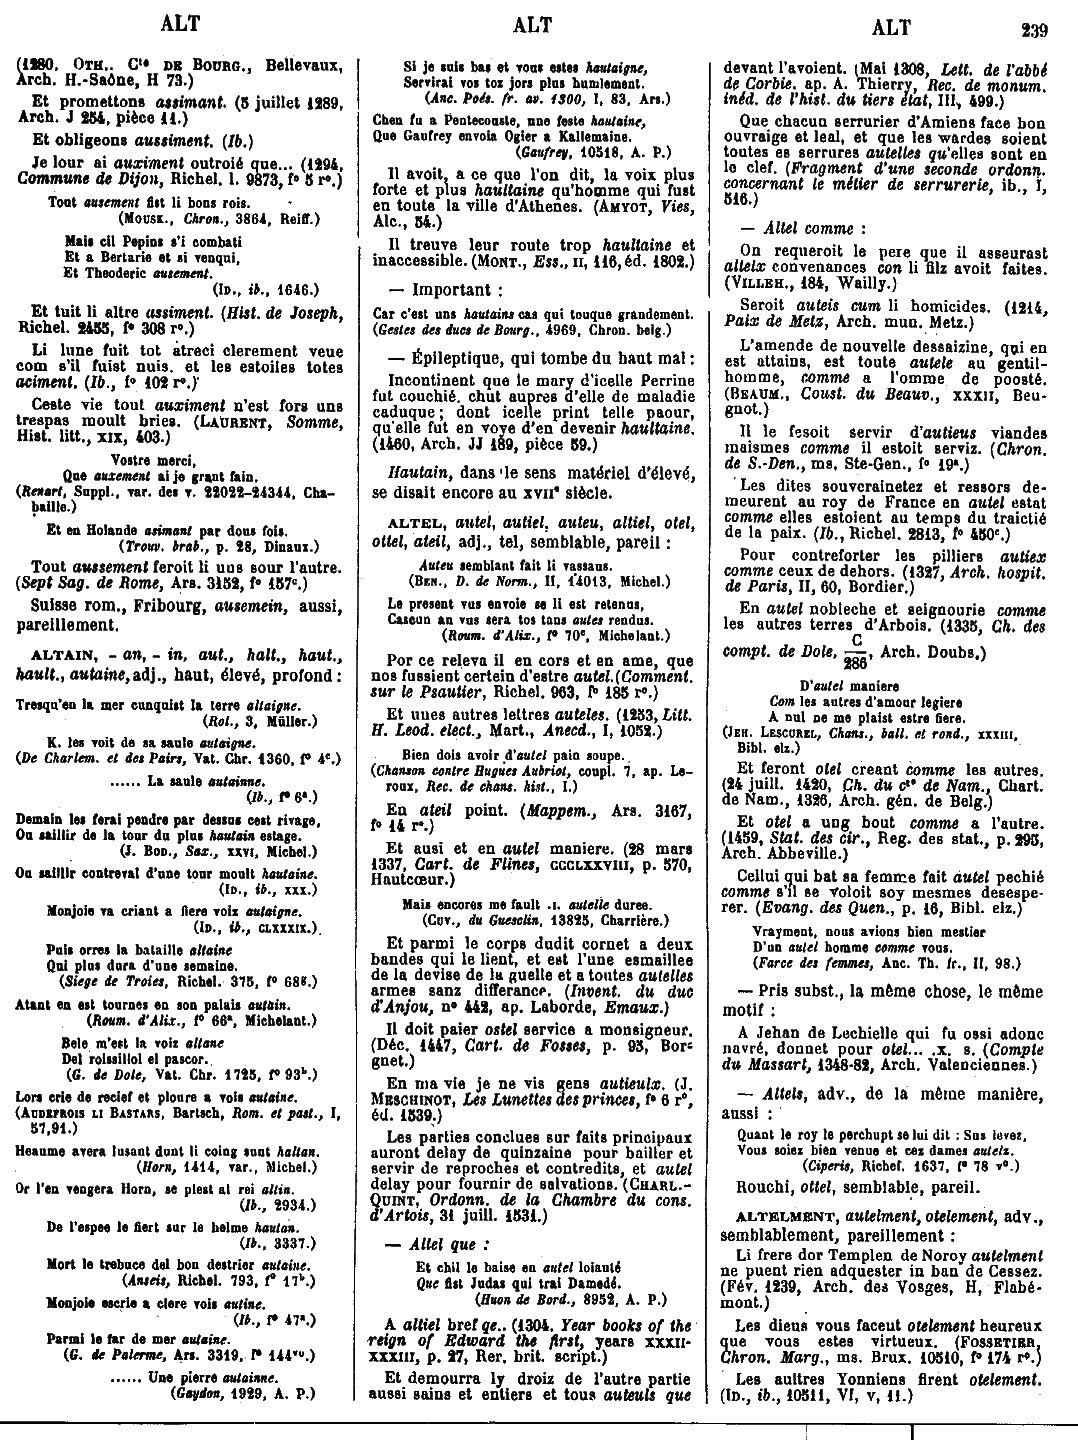 ALT
ALT
ALT
239
(1280, OTH., Cte DE BOURG., Bellevaux,
Arch. H.-Saône, H 73.)
Et promettons assimant. (5 juillet 1289,
Arch. J 254, pièce 11.)
Et obligeons aussiment. (Ib.)
Je lour ai auximent outroié que... (1294,
Commune de Dijon, Richel. l. 9873, fo 5 ro.)
Tout ausement fist li bons rois.
(MOUSK., Chron., 3864, Reiff.)
Mais cil Pepins s'i combati
Et a Bertarie et si venqui,
Et Theoderic ausement.
(ID., ib., 1646.)
Et tuit li altre assiment. (Hist. de Joseph,
Richel. 2455, fo 308 ro.)
Li lune fuit tot atreci clerement veue
com s'il fuist nuis, et les estoiles totes
aciment. (Ib., fo 102 ro.)
Ceste vie tout auximent n'est fors uns
trespas moult bries. (LAURENT, Somme,
Hist. litt., XIX, 403.)
Vostre merci,
Que auxement ai je grant fain.
(Renart, Suppl., var. des v. 22022-24344, Cha-
baille.)
Et en Holande asimant par dous fois.
(Trouv. brab., p. 28, Dinaux.)
Tout aussement feroit li uns sour l'autre.
(Sept Sag. de Rome, Ars. 3152, fo 157c.)
Suisse rom., Fribourg, ausemein, aussi,
pareillement.
ALTAIN, - an, - in, aut., halt., haut.,
hault., autaine, adj., haut, élevé, profond :
Tresqu'en la mer cunquist la terre altaigne.
(Rol., 3, Müller.)
K. les voit de sa saule autaigne.
(De Charlem. et des Pairs, Vat. Chr. 1360, fo 4c.)
...... La saule autainne.
(Ib., fo 6a.)
Demain les ferai pendre par dessus cest rivage,
Ou saillir de la tour du plus hautain estage.
(J. BOD., Sax., XXVI, Michel.)
Ou saillir contreval d'une tour moult hautaine.
(ID., ib., XXX.)
Monjoie va criant a fiere voiz autaigne.
(ID., ib., CLXXXIX.)
Puis orres la bataille altaine
Qui plus dura d'une semaine.
(Siege de Troies, Richel. 375, fo 68g.)
Atant en est tournes en son palais autain.
(Roum. d'Alix., fo 66a, Michelant.)
Bele m'est la voiz altane
Del roissillol el pascor.
(G. de Dole, Vat. Chr. 1725, fo 93b.)
Lors crie de recief et ploure a vois autaine.
(AUDEFROIS LI BASTARS, Bartsch, Rom. et past., I,
57,91.)
Heaume avera lusant dunt li coing sunt haltan.
(Horn, 1414, var., Michel.)
Or l'en vengera Horn, se plest al rei altin.
(Ib., 2934.)
De l'espee le fiert sur le helme hautan.
(Ib., 3337.)
Mort le trebuce del bon destrier autaine.
(Anseis, Richel. 793, fo 17b.)
Monjoie escrie a clere vois autine.
(Ib., fo 47a.)
Parmi le far de mer autaine.
(G. de Palerme, Ars. 3319, fo 144vo.)
...... Une pierre autainne.
(Gaydon, 1929, A. P.)
Si je suis bas et vous estes hautaigne,
Servirai vos toz jors plus humlement.
(Anc. Poés. fr. av. 1300, I, 83, Ars.)
Cheu fu a Pentecouste, une feste hautaine,
Que Gaufrey envoia Ogier a Kallemaine.
(Gaufrey, 10518, A. P.)
Il avoit, a ce que l'on dit, la voix plus
forte et plus haultaine qu'homme qui fust
en toute la ville d'Athenes. (AMYOT, Vies,
Alc., 54.)
Il treuve leur route trop haultaine et
inaccessible. (MONT., Ess., II, 116, éd. 1802.)
— Important :
Car c'est uns hautains cas qui touque grandement.
(Gestes des ducs de Bourg., 4969, Chron. belg.)
— Épileptique, qui tombe du haut mal :
Incontinent que le mary d'icelle Perrine
fut couchié, chut aupres d'elle de maladie
caduque ; dont icelle print telle paour,
qu'elle fut en voye d'en devenir haultaine.
(1460, Arch. JJ 189, pièce 59.)
Hautain, dans le sens matériel d'élevé,
se disait encore au XVIIe siècle.
ALTEL, autel, autiel, auteu, altiel, otel,
ottel, ateil, adj., tel, semblable, pareil :
Auteu semblant fait li vassaus.
(BEN., D. de Norm., II, 14013, Michel.)
Le present vus envoie se li est retenus,
Cascun an vus sera tos tans autes rendus.
(Roum. d'Alix., fo 70c, Michelant.)
Por ce releva il en cors et en ame, que
nos fussient certein d'estre autel. (Comment.
sur le Psautier, Richel. 963, fo 185 ro.)
Et unes autres lettres auteles. (1253, Litt.
H. Leod. elect., Mart., Anecd., I, 1052.)
Bien dois avoir d'autel pain soupe.
(Chanson contre Hugues Aubriot, coupl. 7, ap. Le-
roux, Rec. de chans. hist., I.)
En ateil point. (Mappem., Ars. 3167,
fo 14 ro.)
Et ausi et en autel maniere. (28 mars
1337, Cart. de Flines, CCCLXXVIII, p. 570,
Hautcœur.)
Mais encores me fault .I. autelle duree.
(CUV., du Guesclin, 13825, Charrière.)
Et parmi le corps dudit cornet a deux
bandes qui le lient, et est l'une esmaillee
de la devise de la guelle et a toutes autelles
armes sanz differance. (Invent. du duc
d'Anjou, no 442, ap. Laborde, Emaux.)
Il doit paier ostel service a monsigneur.
(Déc. 1447, Cart. de Fosses, p. 93, Bor-
gnet.)
En ma vie je ne vis gens autieulx. (J.
MESCHINOT, Les Lunettes des princes, fo 6 ro,
éd. 1539.)
Les parties conclues sur faits principaux
auront delay de quinzaine pour bailler et
servir de reproches et contredits, et autel
delay pour fournir de salvations. (CHARL.-
QUINT, Ordonn. de la Chambre du cons.
d'Artois, 31 juill. 1531.)
— Altel que :
Et chil le baise en autel loiauté
Que fist Judas qui traï Damedé.
(Huon de Bord., 8952, A. P.)
A altiel bref qe.. (1304, Year books of the
reign of Edward the first, years XXXII-
XXXIII, p. 27, Rer. brit. script.)
Et demourra ly droiz de l'autre partie
aussi sains et entiers et tous auteuls que
devant l'avoient. (Mai 1308, Lett. de l'abbé
de Corbie, ap. A. Thierry, Rec. de monum.
inéd. de l'hist. du tiers état, III, 499.)
Que chacun serrurier d'Amiens face bon
ouvraige et leal, et que les wardes soient
toutes es serrures autelles qu'elles sont en
le clef. (Fragment d'une seconde ordonn.
concernant le métier de serrurerie, ib., I,
516.)
— Altel comme :
On requeroit le pere que il asseurast
altelx convenances con li filz avoit faites.
(VILLEH., 184, Wailly.)
Seroit auteis cum li homicides. (1214,
Paix de Metz, Arch. mun. Metz.)
L'amende de nouvelle dessaizine, qui en
est attains, est toute autele au gentil-
homme, comme a l'omme de poosté.
(BEAUM., Coust. du Beauv., XXXII, Beu-
gnot.)
Il le fesoit servir d'autieus viandes
maismes comme il estoit serviz. (Chron.
de S.-Den., ms. Ste-Gen., fo 19a.)
Les dites souverainetez et ressors de-
meurent au roy de France en autel estat
comme elles estoient au temps du traictié
de la paix. (Ib., Richel. 2813, fo 450c.)
Pour contreforter les pilliers autiex
comme ceux de dehors. (1327, Arch. hospit.
de Paris, II, 60, Bordier.)
En autel nobleche et seignourie comme
les autres terres d'Arbois. (1335, Ch. des
compt. de Dole, C/286, Arch. Doubs.)
D'autel maniere
Com les autres d'amour legiere
A nul ne me plaist estre fiere.
(JEH. LESCUREL, Chans., ball. et rond., XXXIII,
Bibl. elz.)
Et feront otel creant comme les autres.
(24 juill. 1420, Ch. du cte de Nam., Chart.
de Nam., 1326, Arch. gén. de Belg.)
Et otel a ung bout comme a l'autre.
(1459, Stat. des cir., Reg. des stat., p. 295,
Arch. Abbeville.)
Cellui qui bat sa femme fait autel pechié
comme s'il se voloit soy mesmes desespe-
rer. (Evang. des Quen., p. 16, Bibl. elz.)
Vrayment, nous avions bien mestier
D'un autel homme comme vous.
(Farce des femmes, Anc. Th. fr., II, 98.)
— Pris subst., la même chose, le même
motif :
A Jehan de Lechielle qui fu ossi adonc
navré, donnet pour otel... .X. s. (Compte
du Massart, 1348-82, Arch. Valenciennes.)
— Altels, adv., de la même manière,
aussi :
Quant le roy le perchupt se lui dit : Sus levez,
Vous soiez bien venue et cez dames autelz.
(Ciperis, Richel. 1637, fo 78 vo.)
Rouchi, ottel, semblable, pareil.
ALTELMENT, autelment, otelement, adv.,
semblablement, pareillement :
Li frere dor Templen de Noroy autelment
ne puent rien adquester in ban de Cessez.
(Fév. 1239, Arch. des Vosges, H, Flabé-
mont.)
Les dieus vous faceut otelement heureux
que vous estes virtueux. (FOSSETIER,
Chron. Marg., ms. Brux. 10510, fo 174 ro.)
Les aultres Yonniens firent otelement.
(ID., ib., 10511, VI, V, 11.)